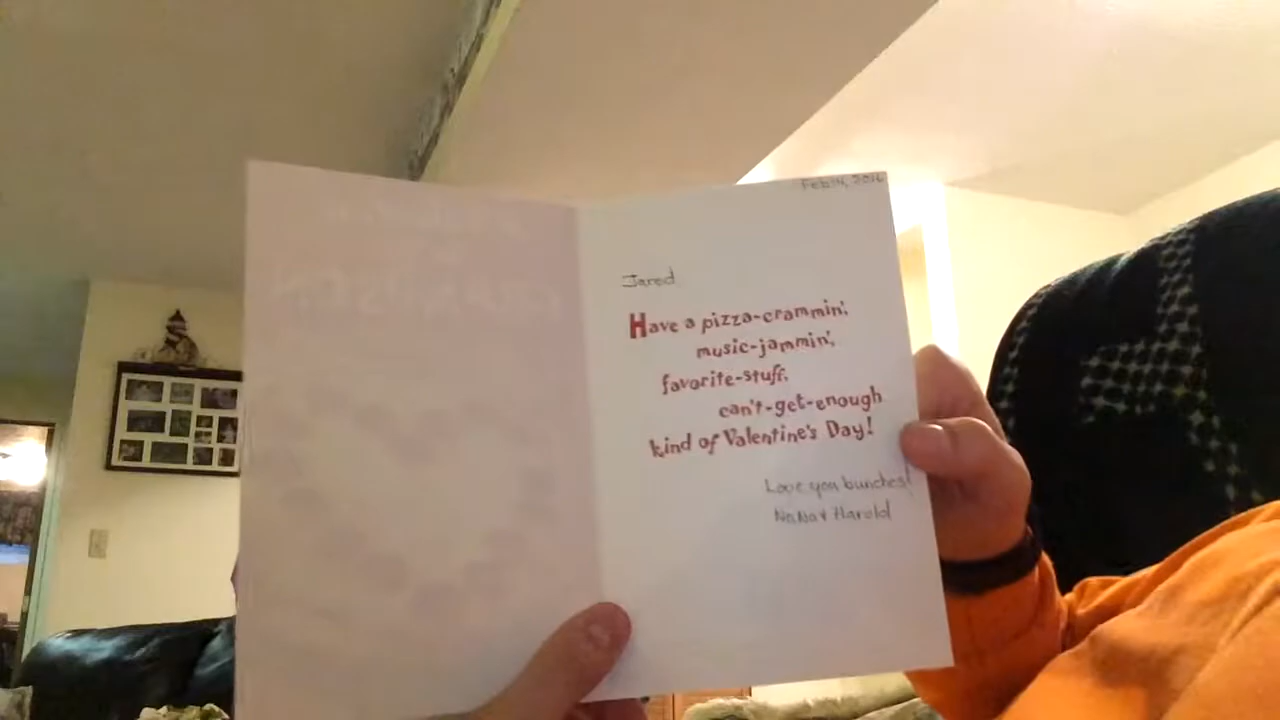 Feb 14, 2016
Jared
Have a pizza-crammin',
music-jammin',
favorite-stuff,
can't-get-enough
kind of Valentine's Day!
Love you bunches!
NaNa & Harold